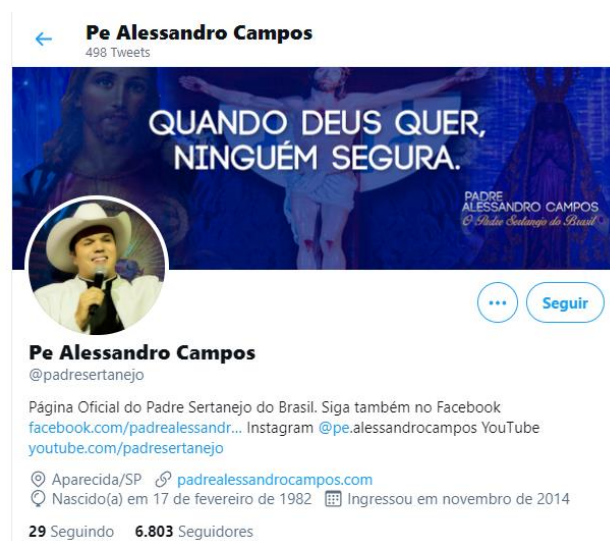 Pe Alessandro Campos
498 Tweets
QUANDO DEUS QUER,
NINGUÉM SEGURA.
PADRE
ALESSANDRO CAMPOS
O Padre Sertanejo do Brasil
Seguir
Pe Alessandro Campos
@padresertanejo
Página Oficial do Padre Sertanejo do Brasil. Siga também no Facebook
facebook.com/padrealessandr... Instagram @pe.alessandrocampos YouTube
youtube.com/padresertanejo
Aparecida/SP padrealessandrocampos.com
Nascido(a) em 17 de fevereiro de 1982 Ingressou em novembro de 2014
29 Seguindo 6.803 Seguidores